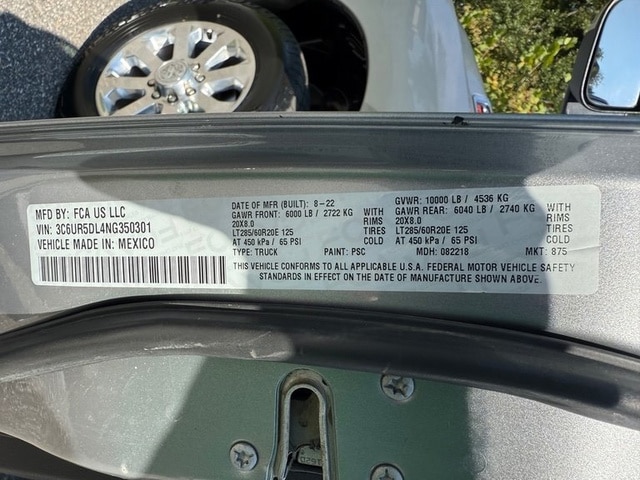 MFD BY: FCA US LLC
VIN: 3C6UR5DL4NG350301
VEHICLE MADE IN: MEXICO
DATE OF MFR (BUILT): 8-22
GAWR FRONT: 6000 LB / 2722 KG
20X8.0 WITH RIMS
LT285/60R20E 125 TIRES
AT 450 kPa / 65 PSI
TYPE: TRUCK PAINT: PSC
GVWR: 10000 LB / 4536 KG
GAWR REAR: 6040 LB / 2740 KG
20X8.0 WITH RIMS
LT285/60R20E 125 TIRES
AT 450 kPa / 65 PSI
MDH: 082218 MKT: 875
THIS VEHICLE CONFORMS TO ALL APPLICABLE U.S.A. FEDERAL MOTOR VEHICLE SAFETY
STANDARDS IN EFFECT ON THE DATE OF MANUFACTURE SHOWN ABOVE.